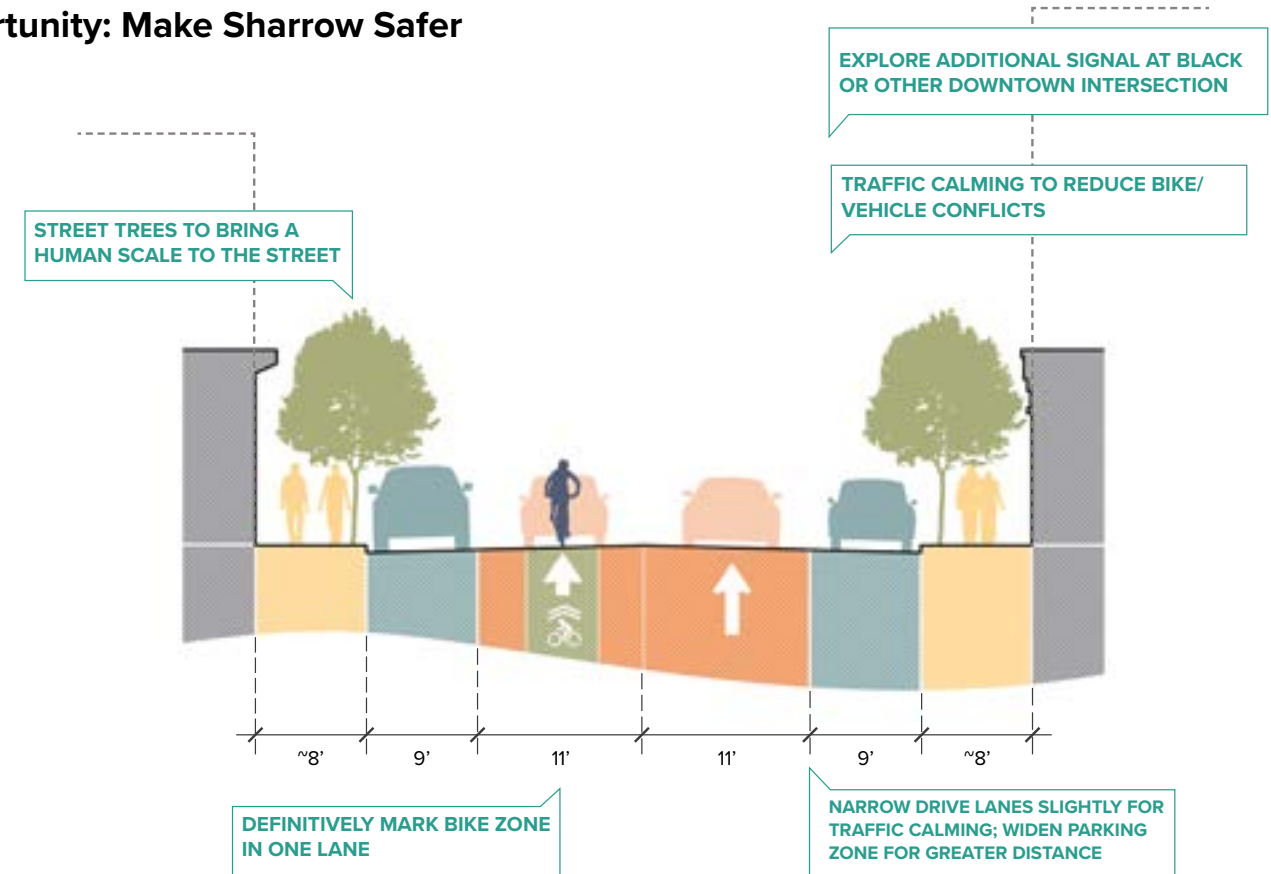 rtunity: Make Sharrow Safer
EXPLORE ADDITIONAL SIGNAL AT BLACK
OR OTHER DOWNTOWN INTERSECTION
TRAFFIC CALMING TO REDUCE BIKE/
VEHICLE CONFLICTS
STREET TREES TO BRING A
HUMAN SCALE TO THE STREET
~8’ 9’ 11’ 11’ 9’ ~8’
DEFINITIVELY MARK BIKE ZONE
IN ONE LANE
NARROW DRIVE LANES SLIGHTLY FOR
TRAFFIC CALMING; WIDEN PARKING
ZONE FOR GREATER DISTANCE